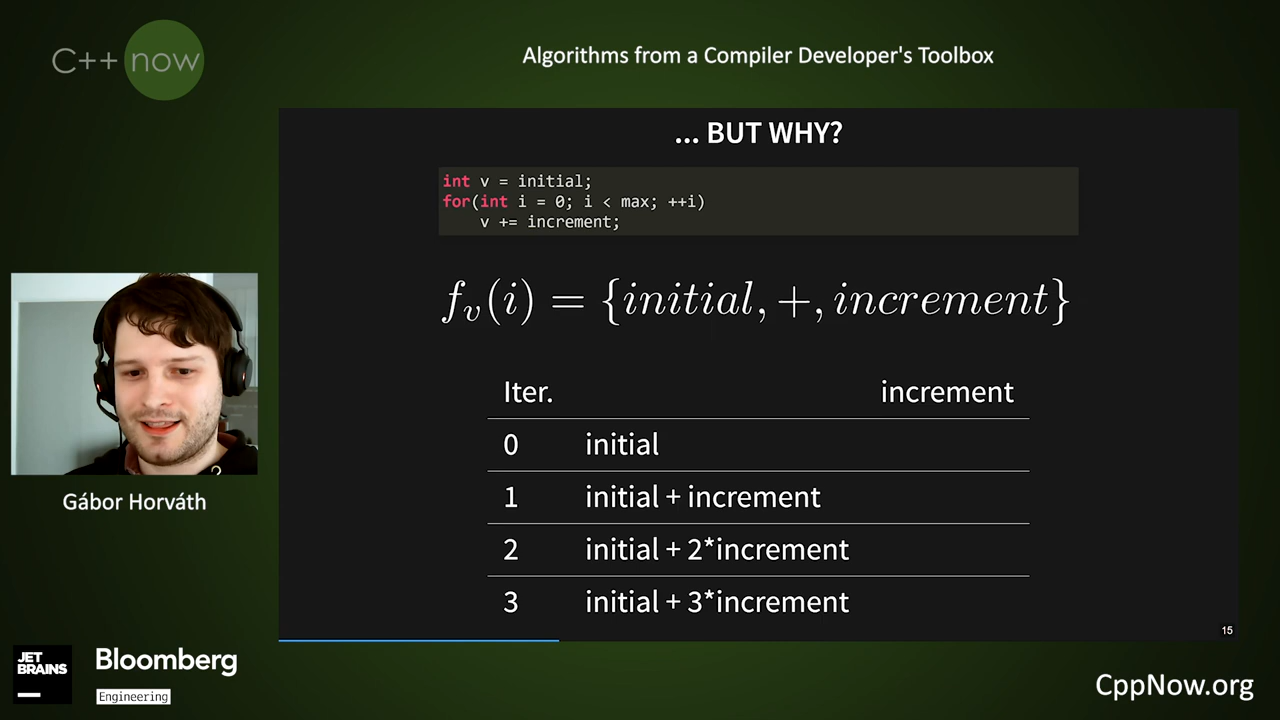 C++ now
Algorithms from a Compiler Developer's Toolbox
... BUT WHY?
int v = initial;
for(int i = 0; i < max; ++i)
v += increment;
f_v(i) = {initial, +, increment}
Iter. increment
0 initial
1 initial + increment
2 initial + 2*increment
3 initial + 3*increment
15
Gábor Horváth
JET
BRAINS
Bloomberg
Engineering
CppNow.org